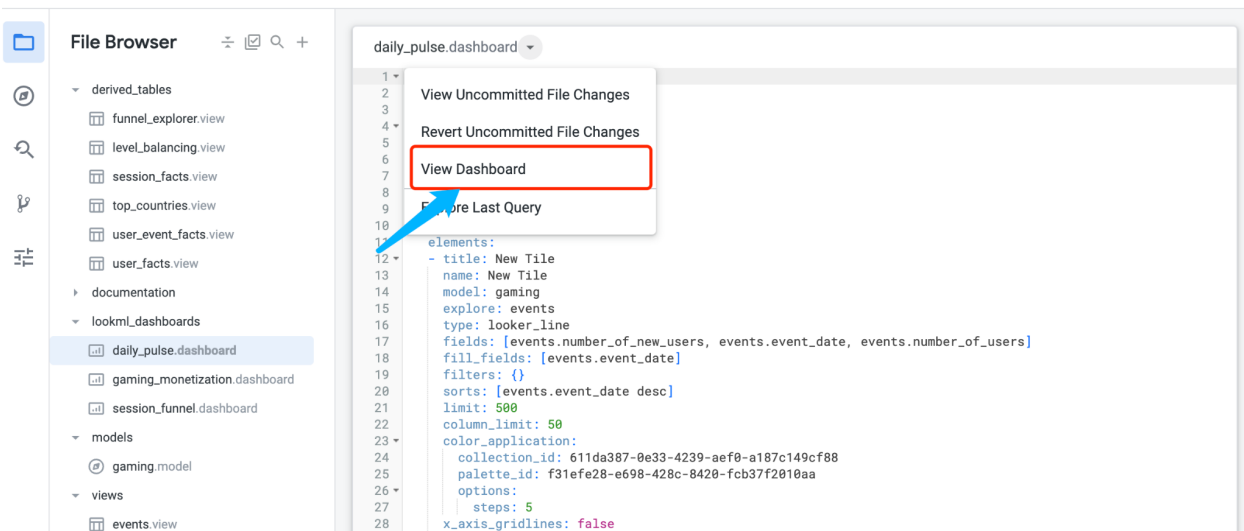 File Browser
derived_tables
funnel_explorer.view
level_balancing.view
session_facts.view
top_countries.view
user_event_facts.view
user_facts.view
documentation
lookml_dashboards
daily_pulse.dashboard
gaming_monetization.dashboard
session_funnel.dashboard
models
gaming.model
views
events.view
daily_pulse.dashboard
View Uncommitted File Changes
Revert Uncommitted File Changes
View Dashboard
Last Query
1
2
3
4
5
6
7
8
9
10
elements:
12 - title: New Tile
13 name: New Tile
14 model: gaming
15 explore: events
16 type: looker_line
17 fields: [events.number_of_new_users, events.event_date, events.number_of_users]
18 fill_fields: [events.event_date]
19 filters: {}
20 sorts: [events.event_date desc]
21 limit: 500
22 column_limit: 50
23 color_application:
24 collection_id: 611da387-0e33-4239-aef0-a187c149cf88
25 palette_id: f31efe28-e698-428c-8420-fcb37f2010aa
26 options:
27 steps: 5
28 x_axis_gridlines: false